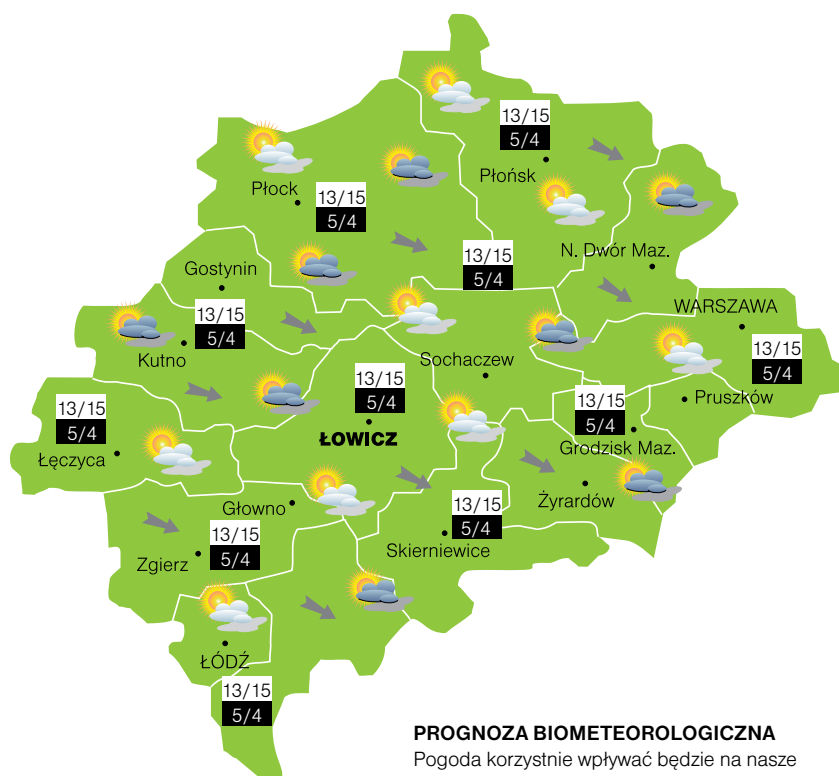 13/15
5/4
Płońsk
Płock
13/15
5/4
13/15
5/4
N. Dwór Maz.
Gostynin
13/15
5/4
Kutno
WARSZAWA
13/15
5/4
Sochaczew
13/15
5/4
ŁOWICZ
Pruszków
13/15
5/4
Grodzisk Maz.
13/15
5/4
Łęczyca
Żyrardów
Głowno
13/15
5/4
Skierniewice
13/15
5/4
Zgierz
ŁÓDŹ
13/15
5/4
PROGNOZA BIOMETEOROLOGICZNA
Pogoda korzystnie wpływać będzie na nasze